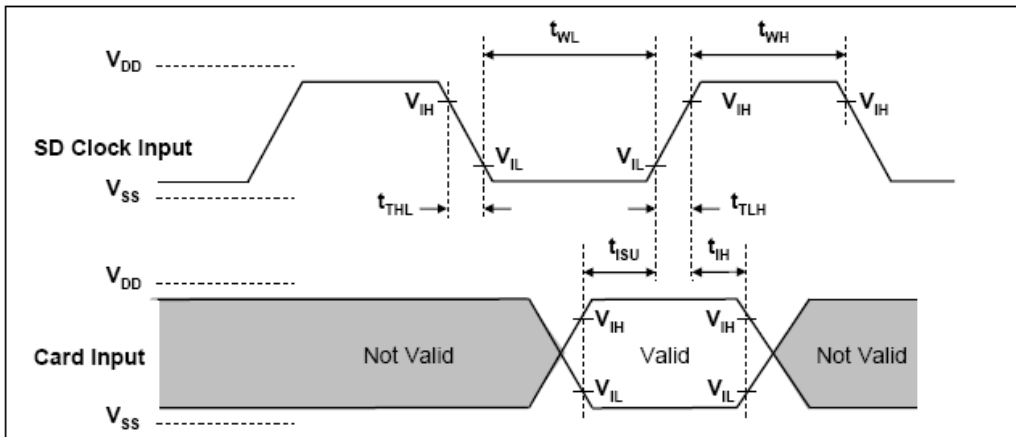 t_WL t_WH
V_DD
V_IH V_IH V_IH
SD Clock Input
V_IL V_IL
V_SS
t_THL t_TLH
t_ISU t_IH
V_DD
V_IH V_IH
Card Input Not Valid Valid Not Valid
V_IL V_IL
V_SS